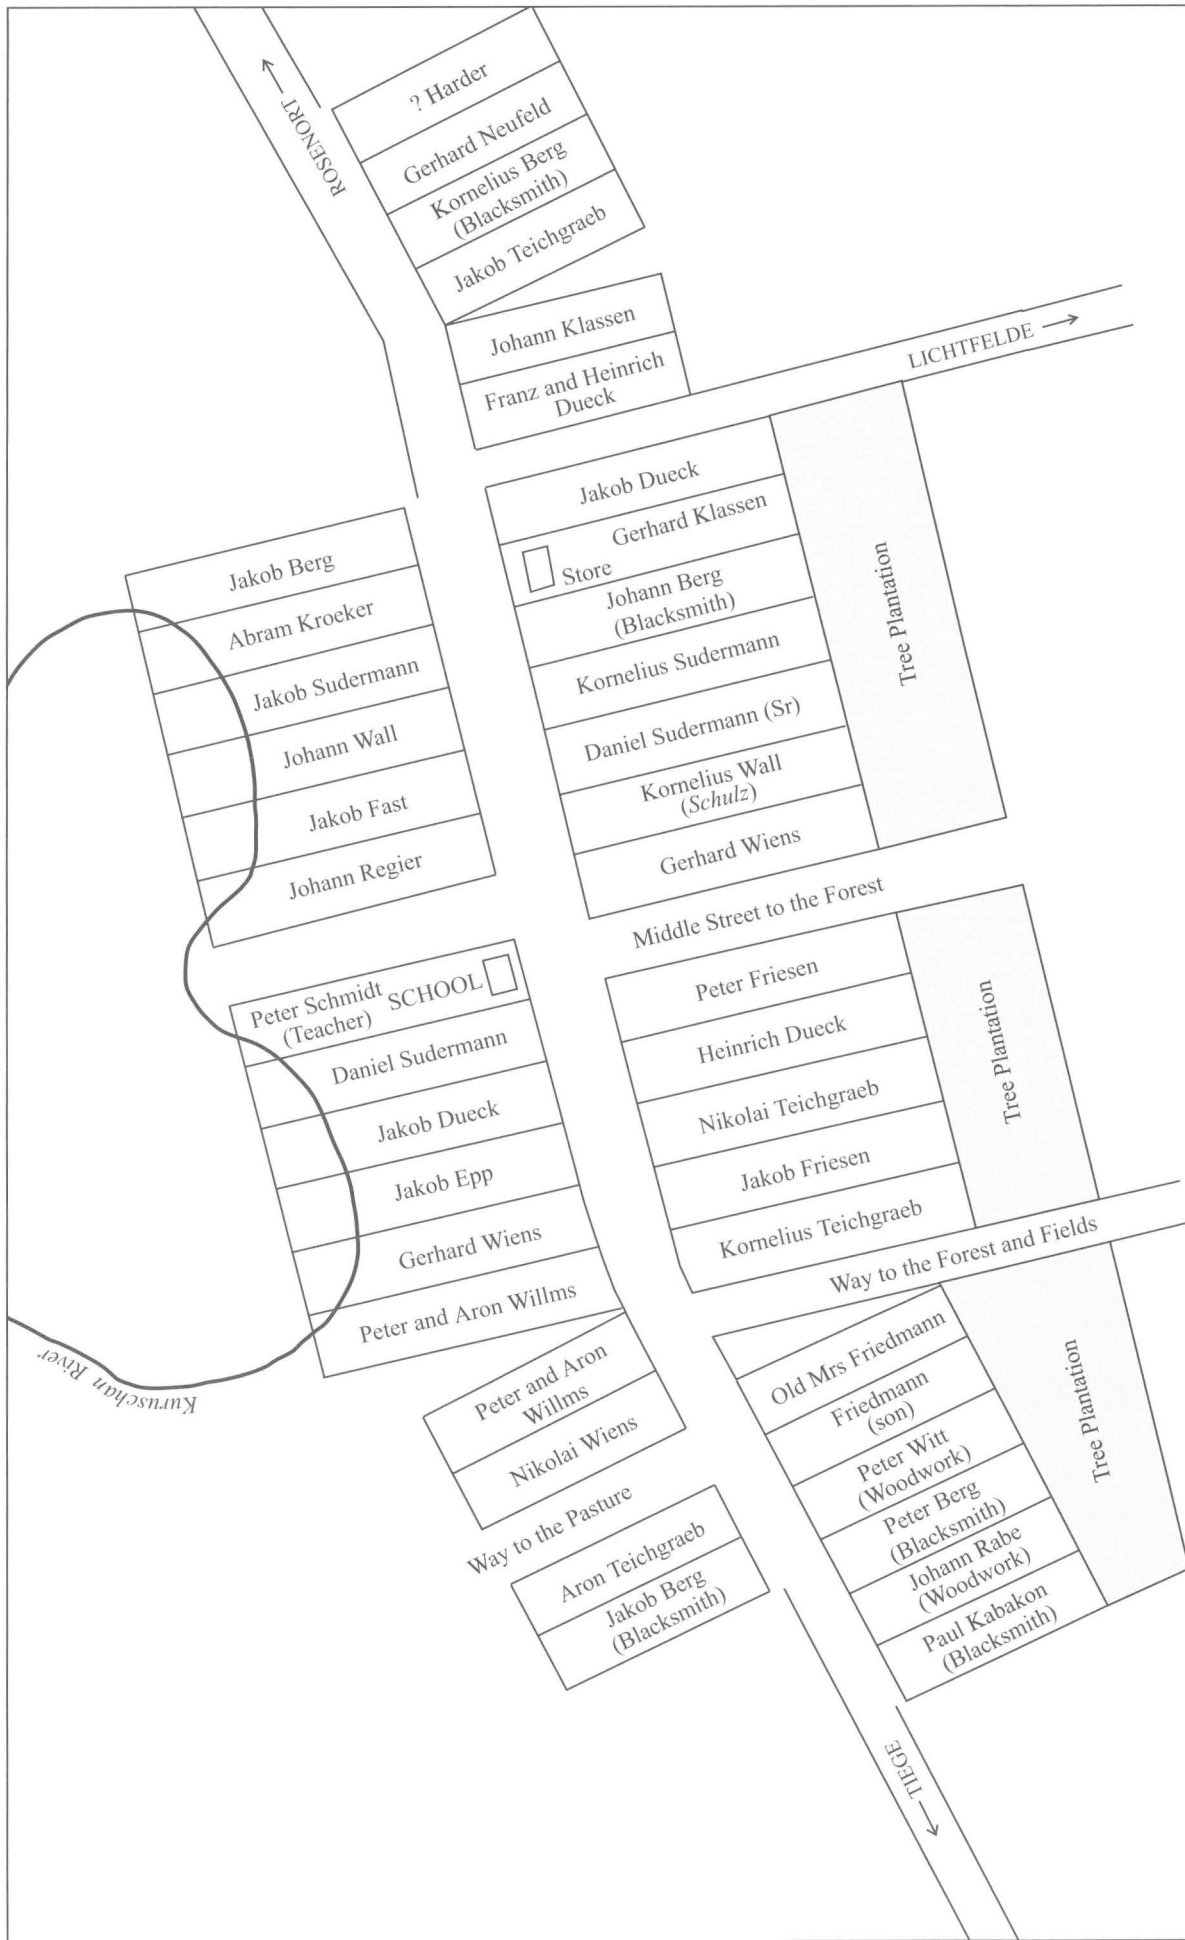 ? Harder
Gerhard Neufeld
Kornelius Berg
(Blacksmith)
Jakob Teichgraeb
ROSENORT
Johann Klassen
Franz and Heinrich
Dueck
LICHTFELDE
Jakob Dueck
Gerhard Klassen
Store
Johann Berg
(Blacksmith)
Kornelius Sudermann
Daniel Sudermann (Sr)
Kornelius Wall
(Schulz)
Gerhard Wiens
Tree Plantation
Jakob Berg
Abram Kroeker
Jakob Sudermann
Johann Wall
Jakob Fast
Johann Regier
Middle Street to the Forest
Peter Schmidt
(Teacher)
SCHOOL
Daniel Sudermann
Jakob Dueck
Jakob Epp
Gerhard Wiens
Peter and Aron Willms
Peter Friesen
Heinrich Dueck
Nikolai Teichgraeb
Jakob Friesen
Kornelius Teichgraeb
Tree Plantation
Way to the Forest and Fields
Kuruschan River
Peter and Aron
Willms
Nikolai Wiens
Way to the Pasture
Aron Teichgraeb
Jakob Berg
(Blacksmith)
Old Mrs Friedmann
Friedmann
(son)
Peter Witt
(Woodwork)
Peter Berg
(Blacksmith)
Johann Rabe
(Woodwork)
Paul Kabakon
(Blacksmith)
Tree Plantation
TIEGE